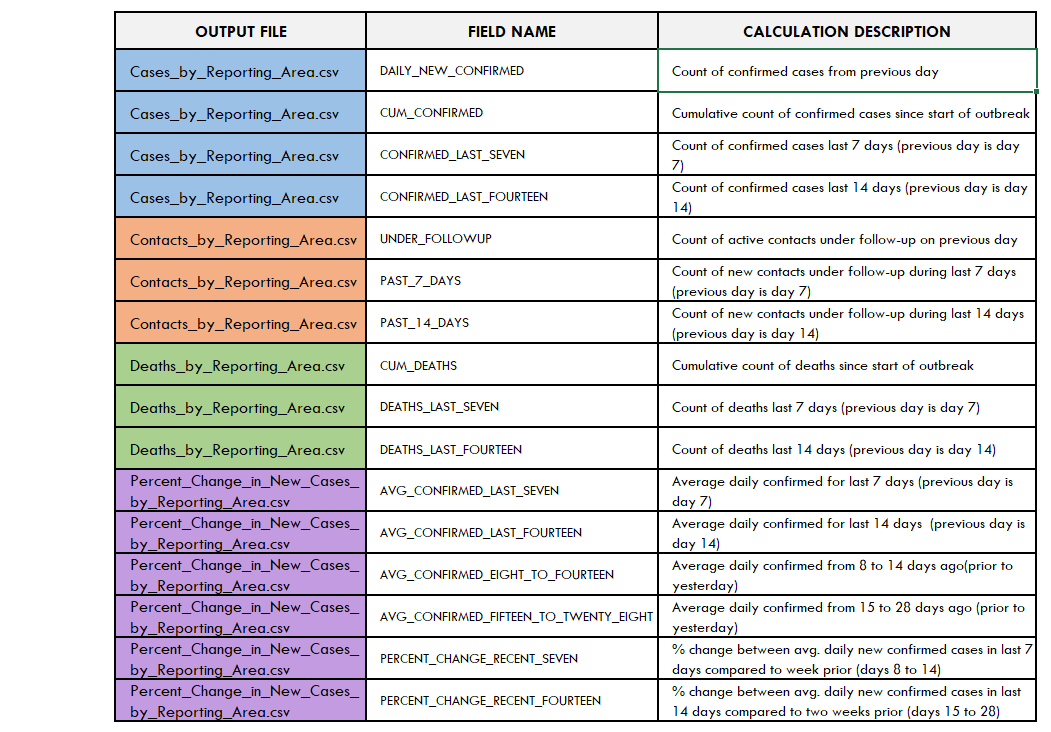 OUTPUT FILE FIELD NAME CALCULATION DESCRIPTION
Cases_by_Reporting_Area.csv DAILY_NEW_CONFIRMED Count of confirmed cases from previous day
Cases_by_Reporting_Area.csv CUM_CONFIRMED Cumulative count of confirmed cases since start of outbreak
Cases_by_Reporting_Area.csv CONFIRMED_LAST_SEVEN Count of confirmed cases last 7 days (previous day is day
7)
Cases_by_Reporting_Area.csv CONFIRMED_LAST_FOURTEEN Count of confirmed cases last 14 days (previous day is day
14)
Contacts_by_Reporting_Area.csv UNDER_FOLLOWUP Count of active contacts under follow-up on previous day
Contacts_by_Reporting_Area.csv PAST_7_DAYS Count of new contacts under follow-up during last 7 days
(previous day is day 7)
Contacts_by_Reporting_Area.csv PAST_14_DAYS Count of new contacts under follow-up during last 14 days
(previous day is day 14)
Deaths_by_Reporting_Area.csv CUM_DEATHS Cumulative count of deaths since start of outbreak
Deaths_by_Reporting_Area.csv DEATHS_LAST_SEVEN Count of deaths last 7 days (previous day is day 7)
Deaths_by_Reporting_Area.csv DEATHS_LAST_FOURTEEN Count of deaths last 14 days (previous day is day 14)
Percent_Change_in_New_Cases_
by_Reporting_Area.csv AVG_CONFIRMED_LAST_SEVEN Average daily confirmed for last 7 days (previous day is
day 7)
Percent_Change_in_New_Cases_
by_Reporting_Area.csv AVG_CONFIRMED_LAST_FOURTEEN Average daily confirmed for last 14 days  (previous day is
day 14)
Percent_Change_in_New_Cases_
by_Reporting_Area.csv AVG_CONFIRMED_EIGHT_TO_FOURTEEN Average daily confirmed from 8 to 14 days ago(prior to
yesterday)
Percent_Change_in_New_Cases_
by_Reporting_Area.csv AVG_CONFIRMED_FIFTEEN_TO_TWENTY_EIGHT Average daily confirmed from 15 to 28 days ago (prior to
yesterday)
Percent_Change_in_New_Cases_
by_Reporting_Area.csv PERCENT_CHANGE_RECENT_SEVEN % change between avg. daily new confirmed cases in last 7
days compared to week prior (days 8 to 14)
Percent_Change_in_New_Cases_
by_Reporting_Area.csv PERCENT_CHANGE_RECENT_FOURTEEN % change between avg. daily new confirmed cases in last
14 days compared to two weeks prior (days 15 to 28)